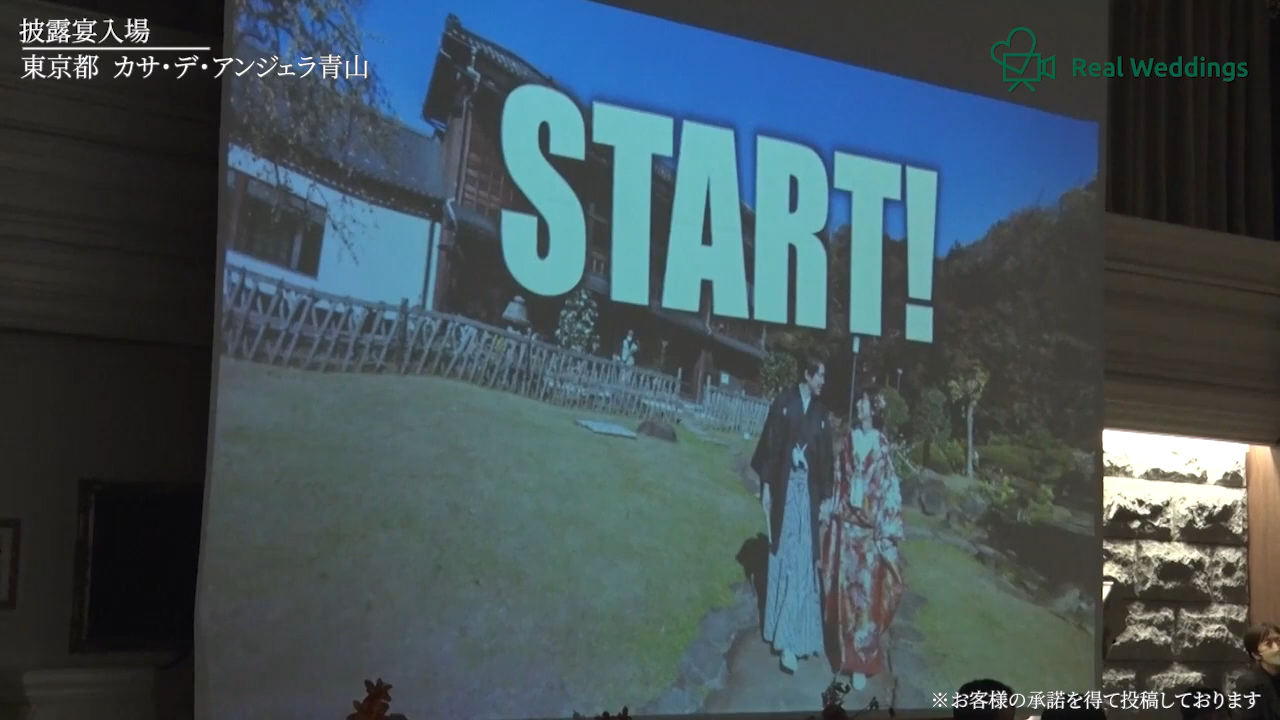 披露宴入場
東京都 カサ・デ・アンジェラ青山
Real Weddings
START!
※お客様の承諾を得て投稿しております